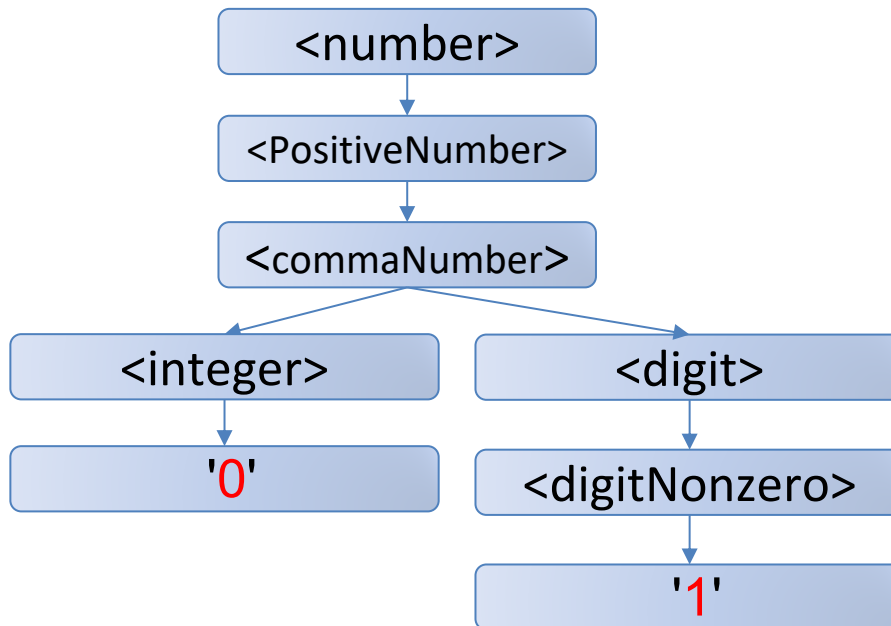 <number>
<PositiveNumber>
<commaNumber>
<integer>
<digit>
'0'
<digitNonzero>
'1'